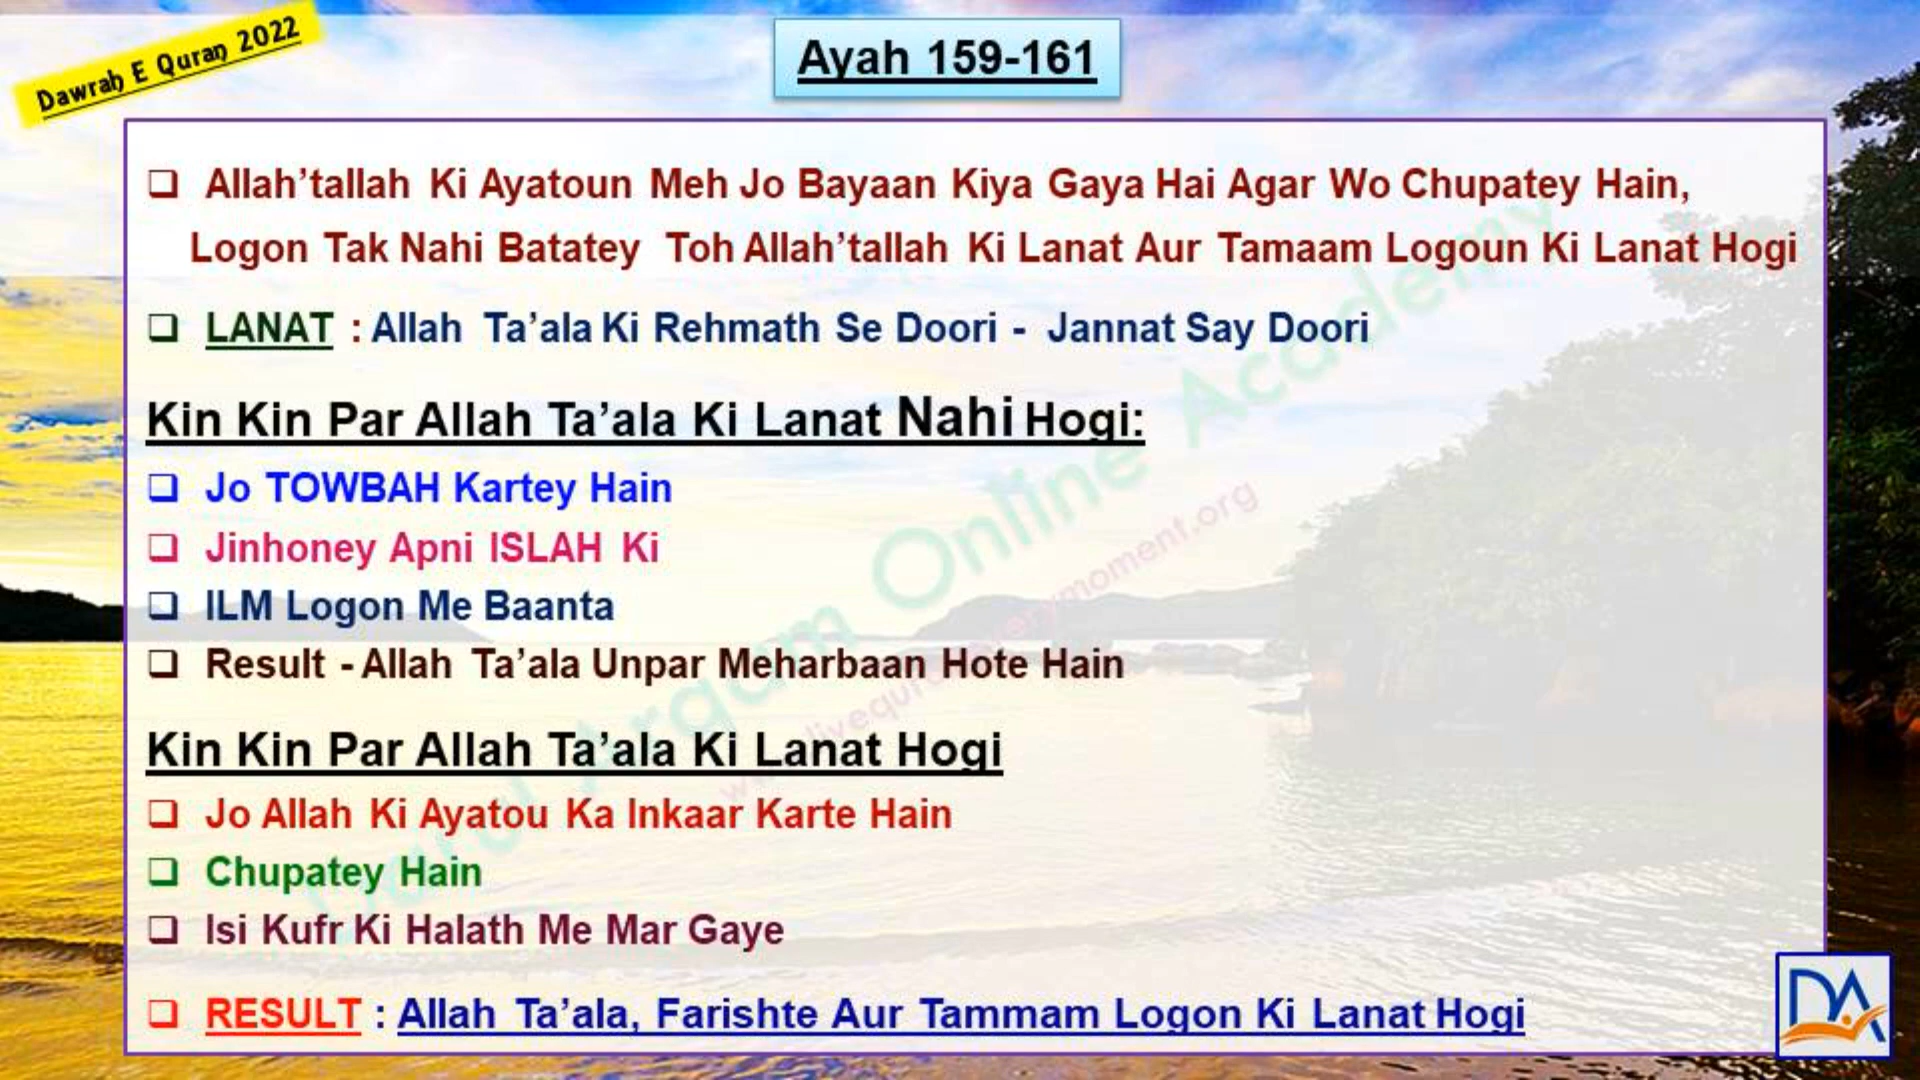 Dawrah E Quran 2022
Ayah 159-161
Allah’tallah Ki Ayatoun Meh Jo Bayaan Kiya Gaya Hai Agar Wo Chupatey Hain,
Logon Tak Nahi Batatey Toh Allah’tallah Ki Lanat Aur Tamaam Logoun Ki Lanat Hogi
LANAT : Allah Ta’ala Ki Rehmath Se Doori - Jannat Say Doori
Kin Kin Par Allah Ta’ala Ki Lanat Nahi Hogi:
Jo TOWBAH Kartey Hain
Jinhoney Apni ISLAH Ki
ILM Logon Me Baanta
Result - Allah Ta’ala Unpar Meharbaan Hote Hain
Kin Kin Par Allah Ta’ala Ki Lanat Hogi
Jo Allah Ki Ayatou Ka Inkaar Karte Hain
Chupatey Hain
Isi Kufr Ki Halath Me Mar Gaye
RESULT : Allah Ta’ala, Farishte Aur Tammam Logon Ki Lanat Hogi
DA
Online Academy